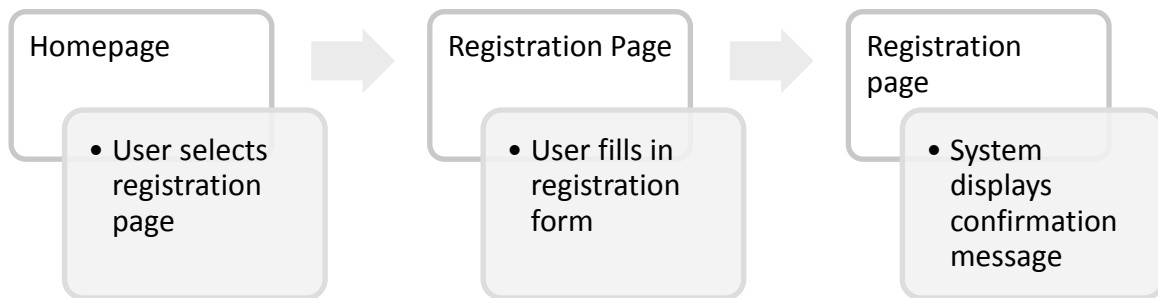 Homepage
• User selects
registration
page
Registration Page
• User fills in
registration
form
Registration
page
• System
displays
confirmation
message